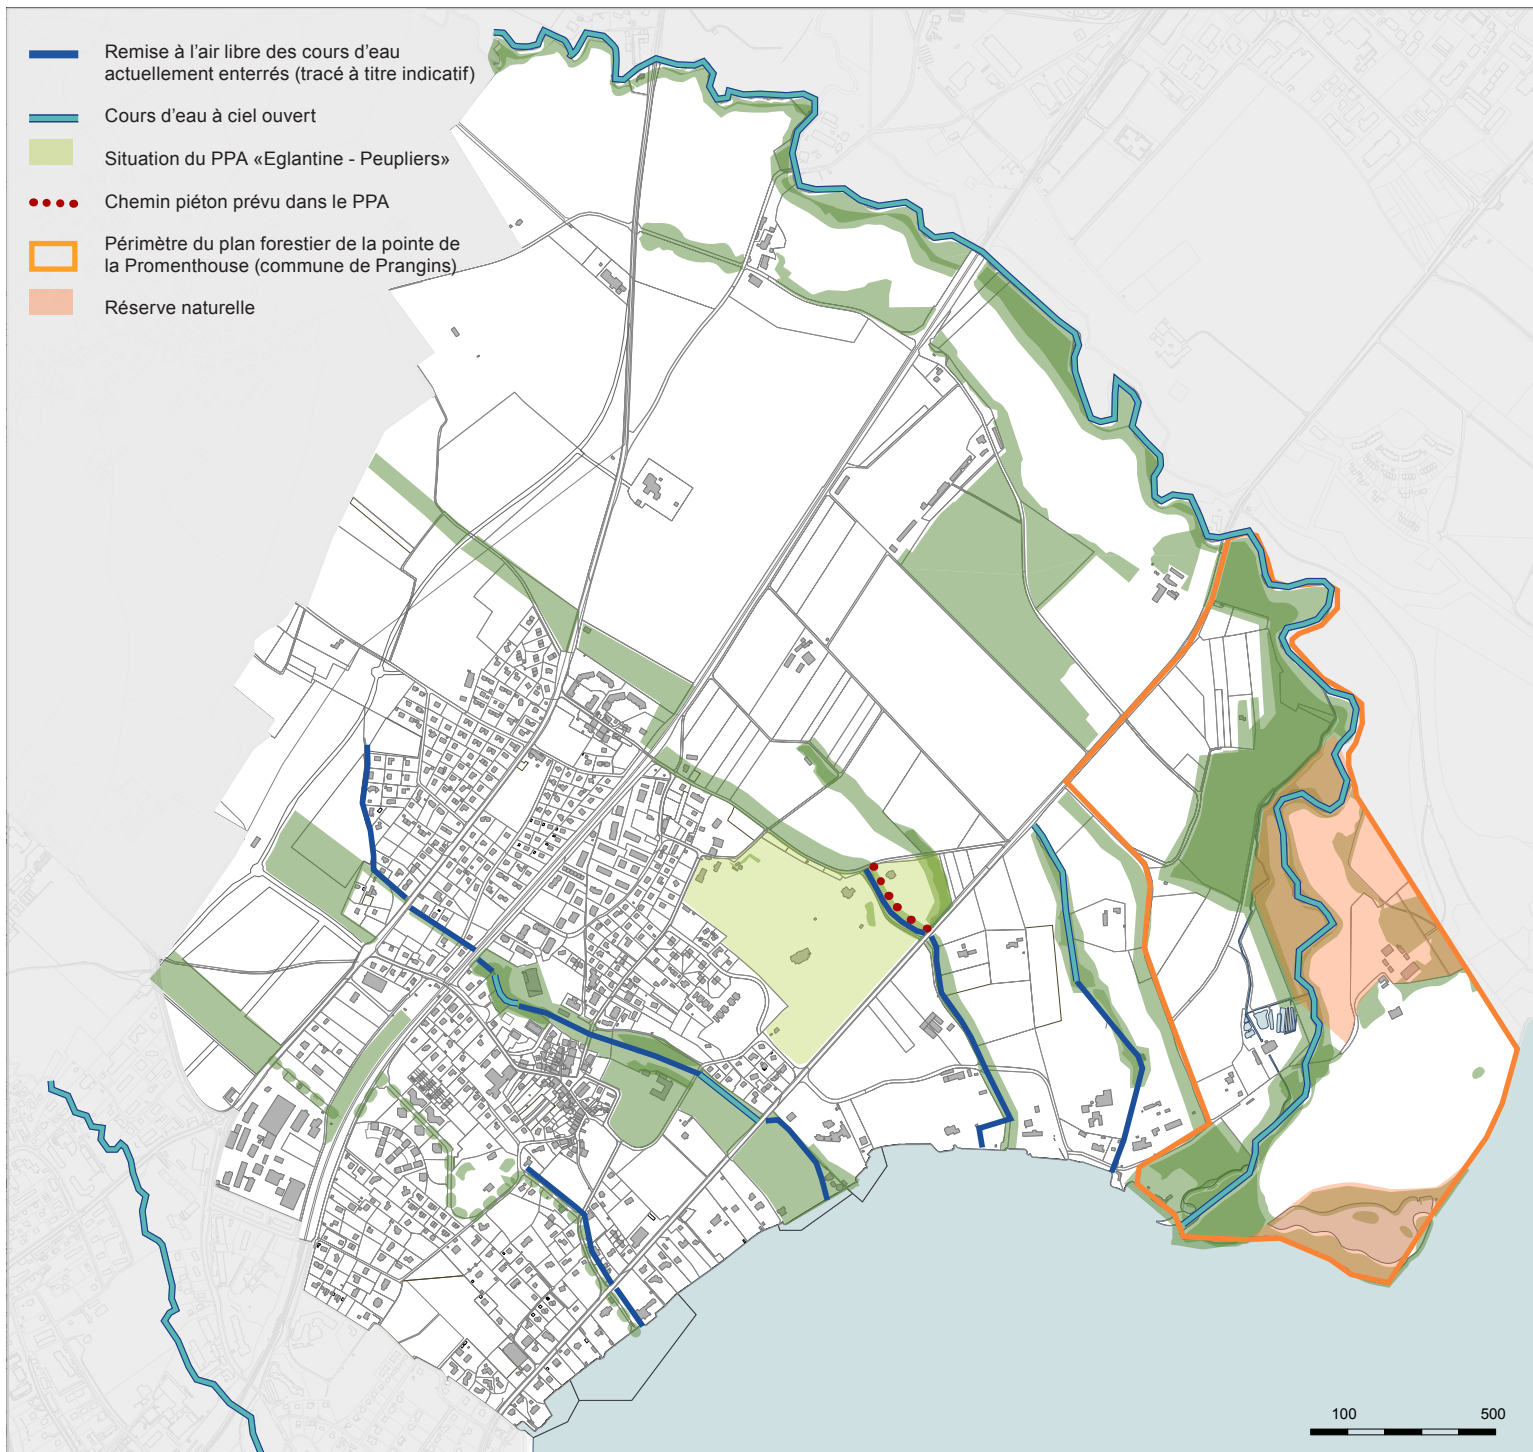 Remise à l'air libre des cours d'eau
actuellement enterrés (tracé à titre indicatif)
Cours d'eau à ciel ouvert
Situation du PPA «Eglantine - Peupliers»
Chemin piéton prévu dans le PPA
Périmètre du plan forestier de la pointe de
la Promenthouse (commune de Prangins)
Réserve naturelle
100 500